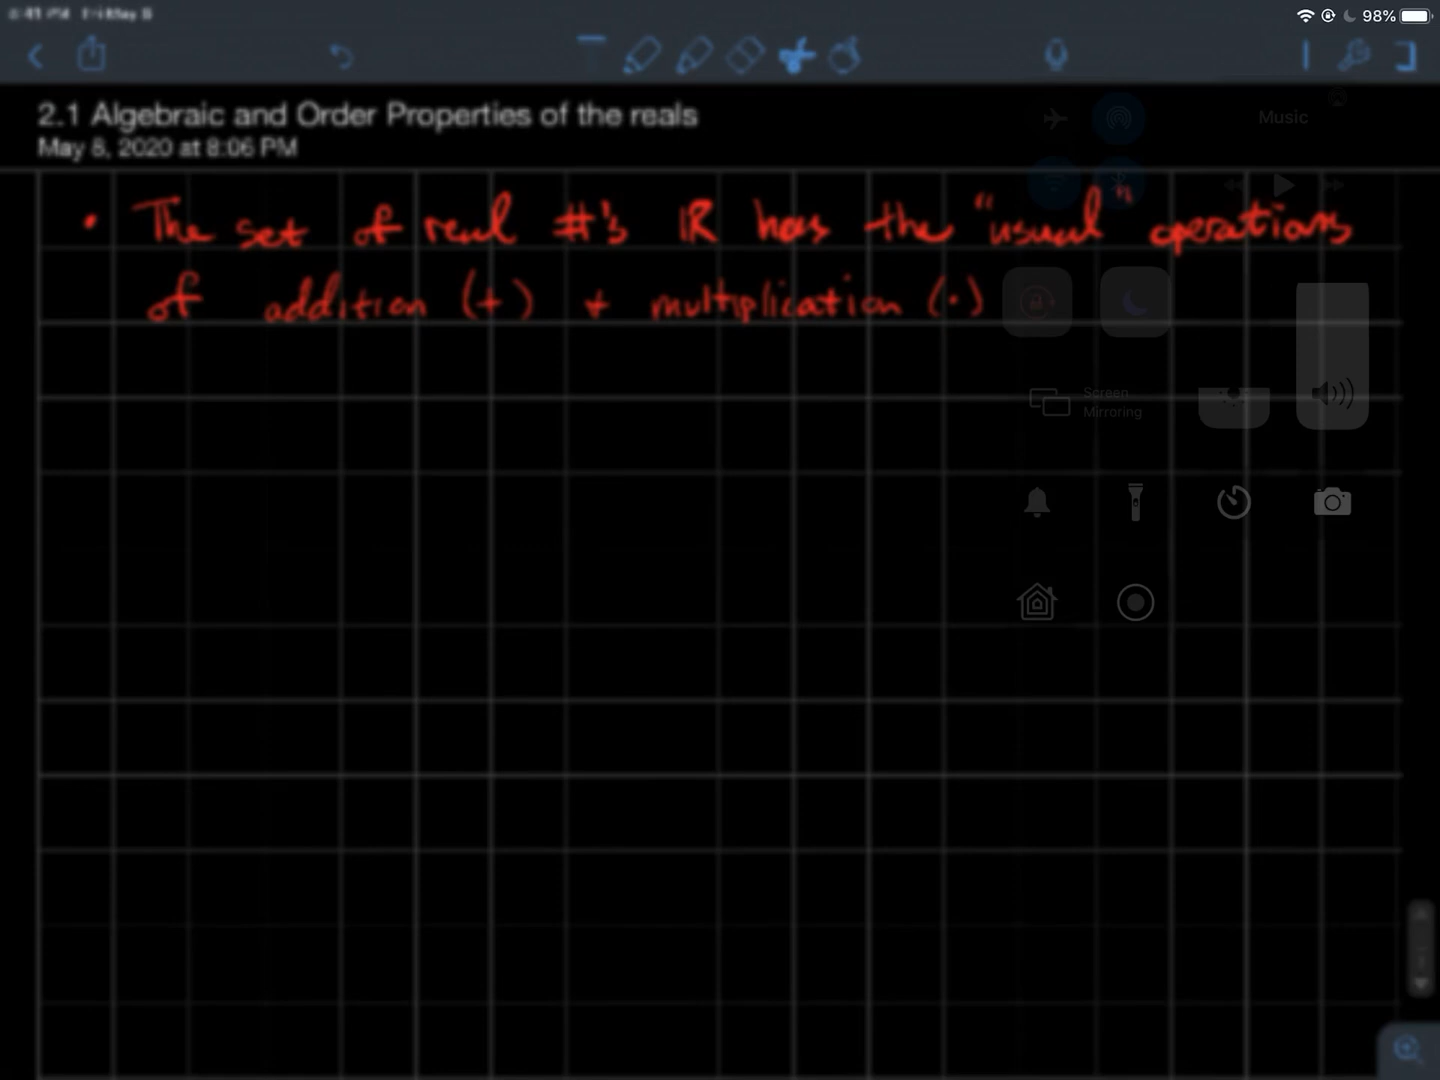 98%
2.1 Algebraic and Order Properties of the reals
May 8, 2020 at 8:06 PM
Music
• The set of real #'s ℝ has the "usual" operations
of addition (+) + multiplication (·)
Screen
Mirroring